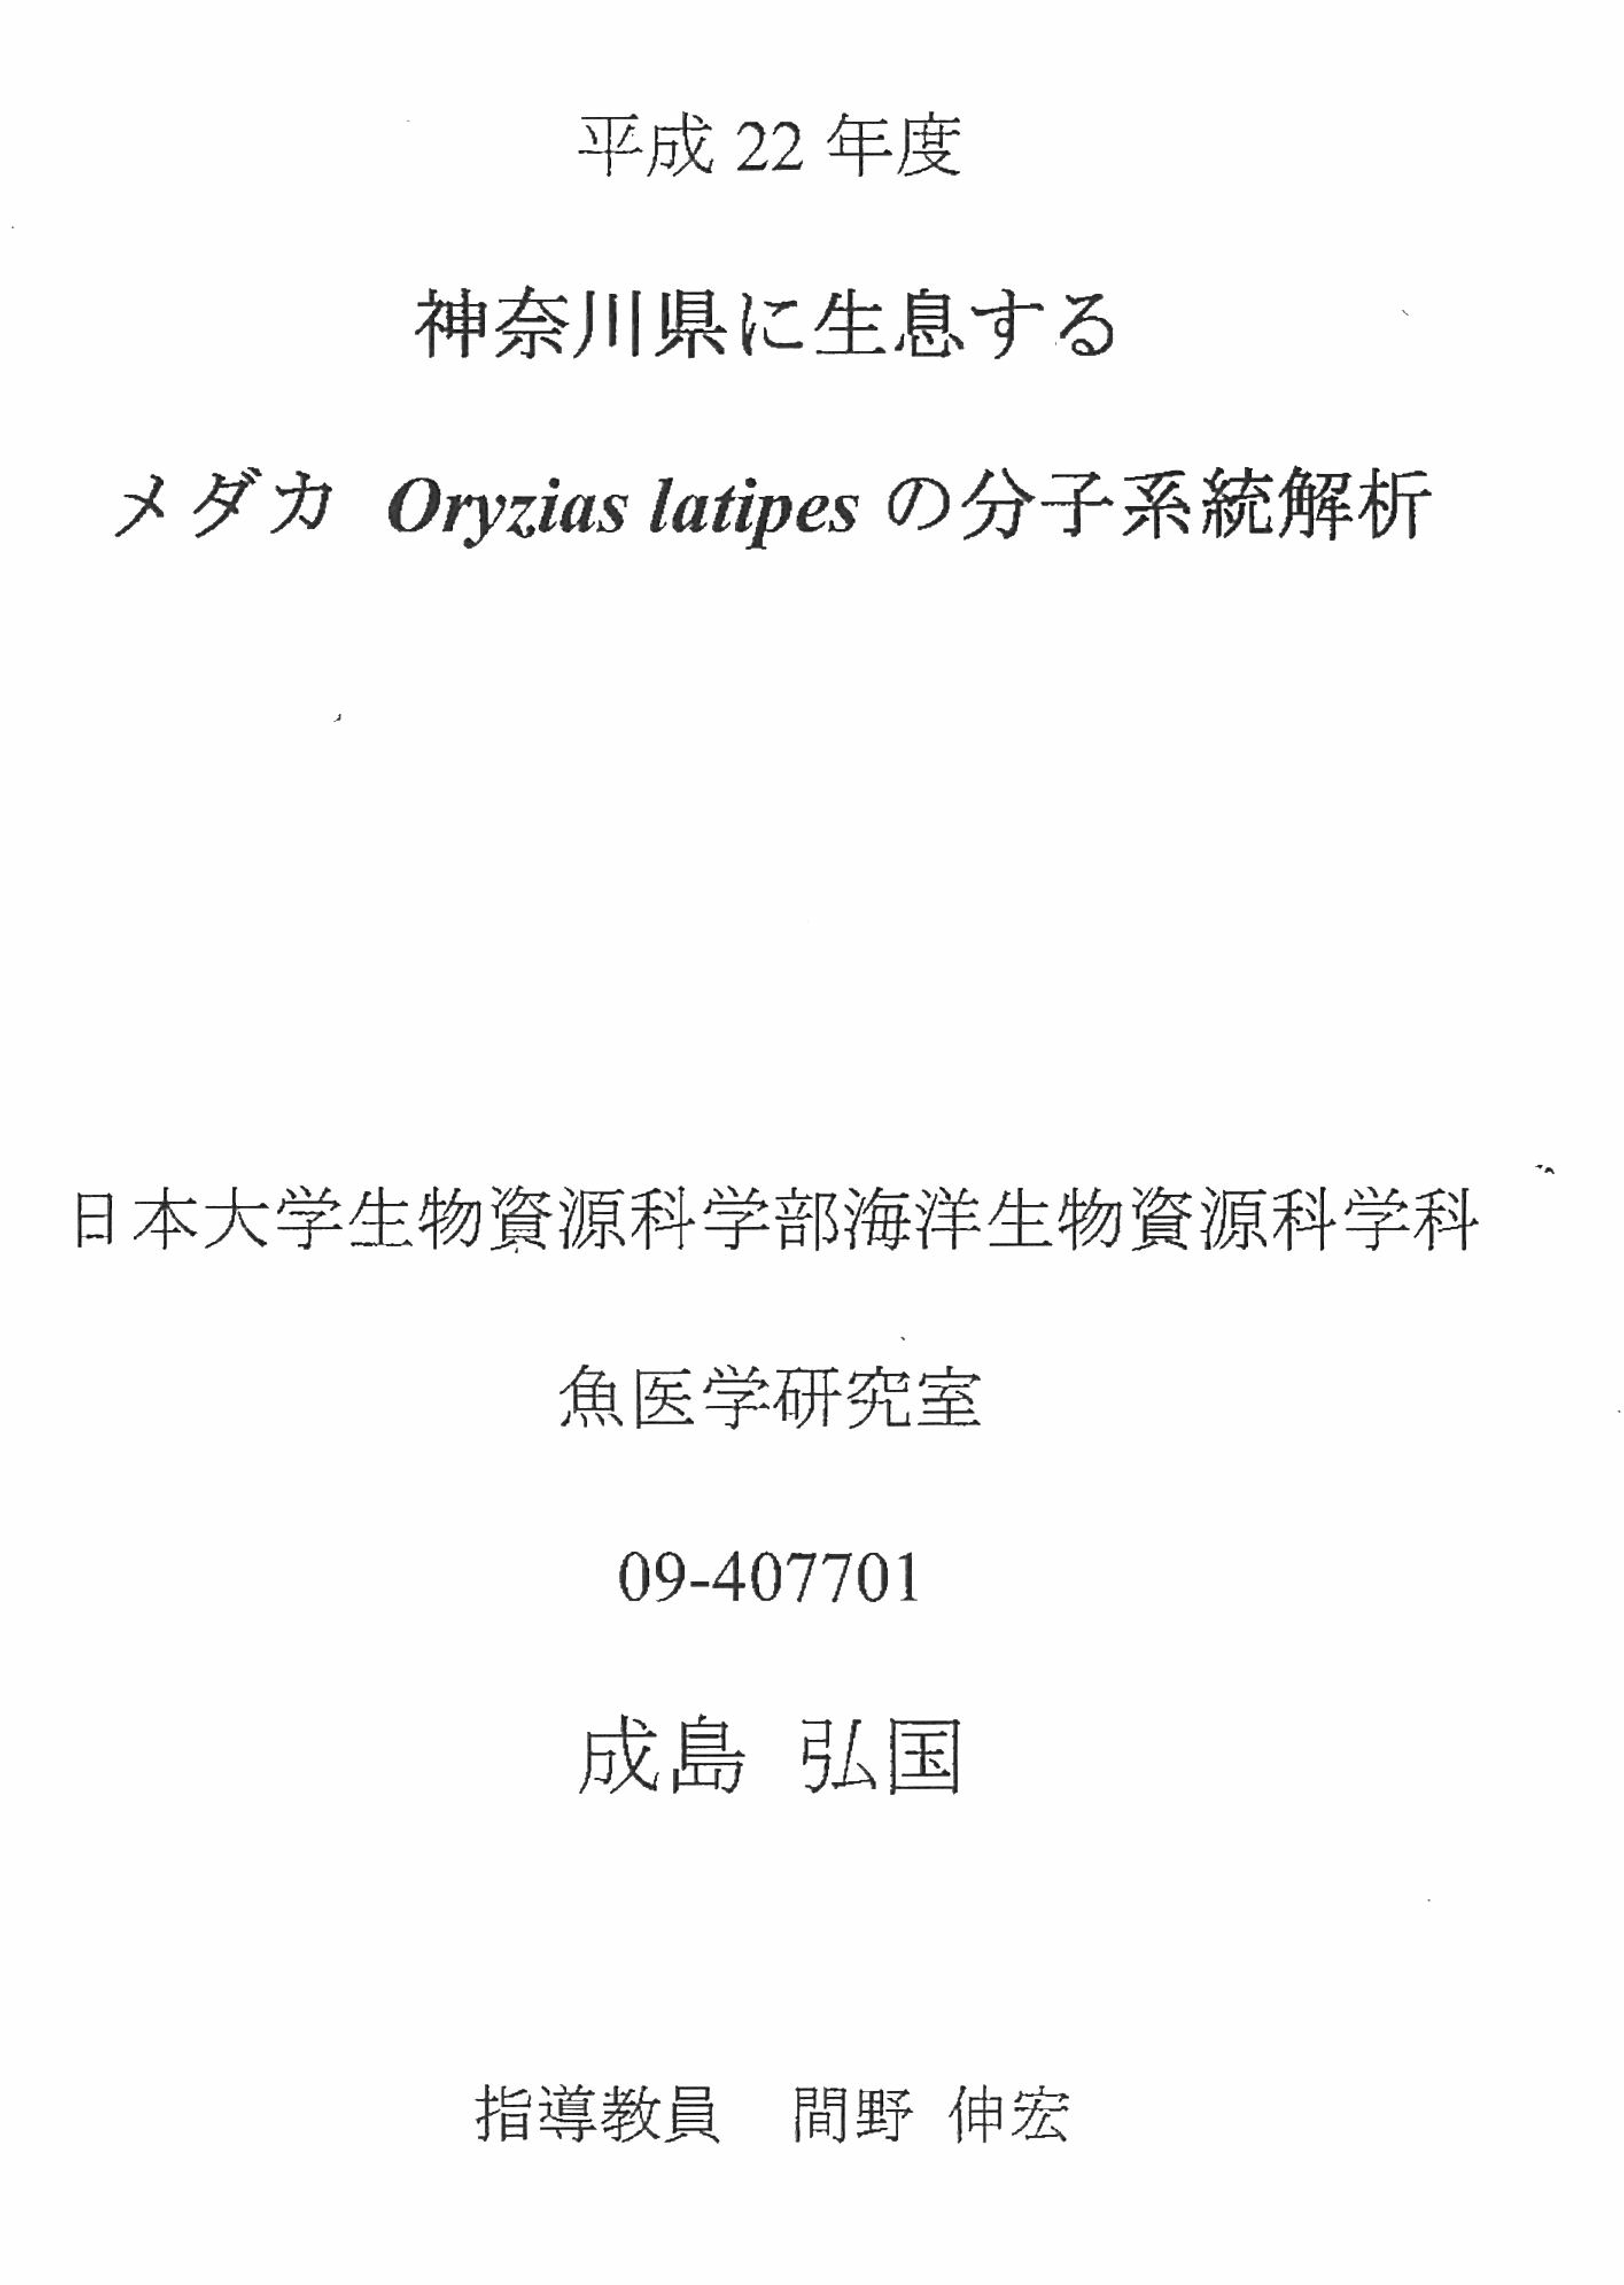 平成 22 年度
神奈川県に生息する
メダカ Oryzias latipes の分子系統解析
日本大学生物資源科学部海洋生物資源科学科
魚医学研究室
09-407701
成島 弘国
指導教員 間野 伸宏